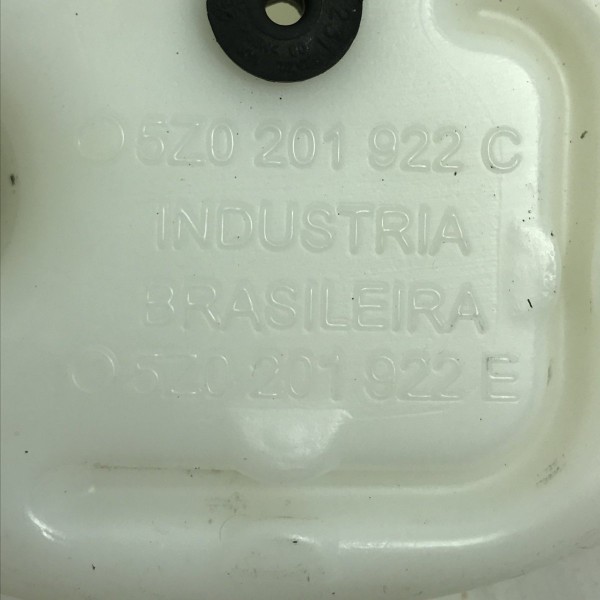 5Z0 201 922 C
INDUSTRIA
BRASILEIRA
5Z0 201 922 E